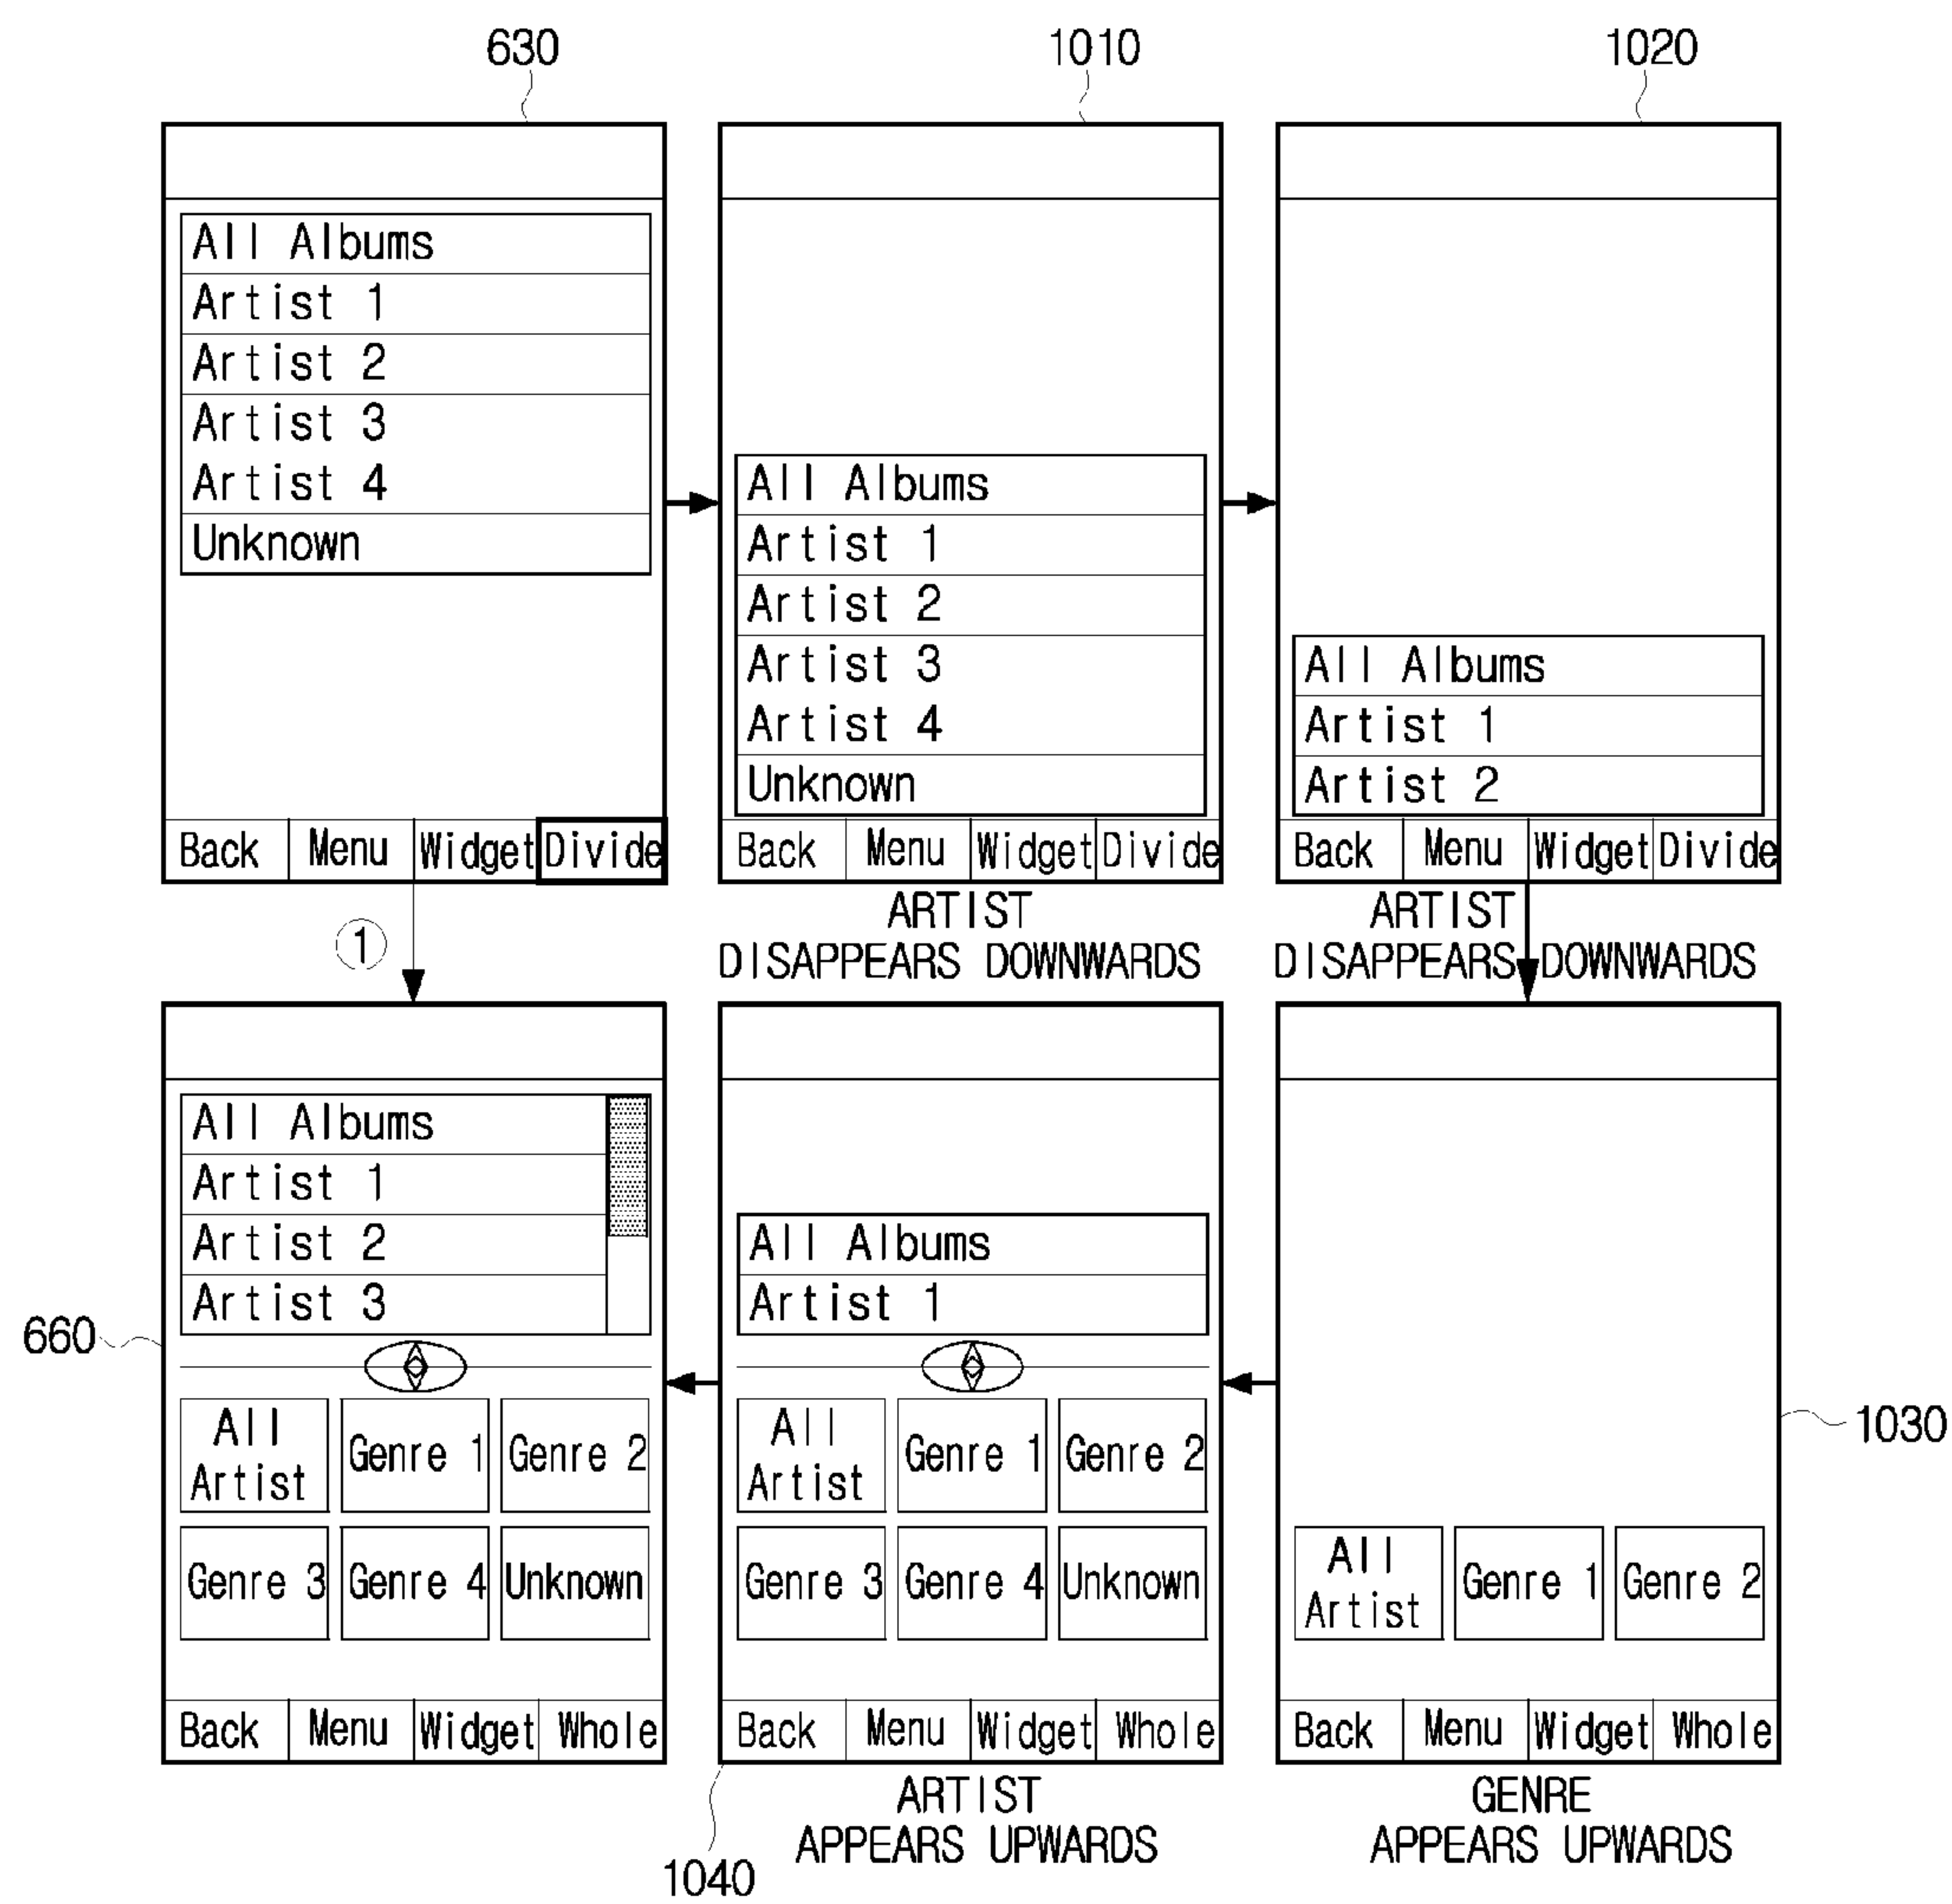 630
1010
1020
All Albums
Artist 1
Artist 2
Artist 3
Artist 4
Unknown
Back Menu Widget Divide
All Albums
Artist 1
Artist 2
Artist 3
Artist 4
Unknown
Back Menu Widget Divide
ARTIST
DISAPPEARS DOWNWARDS
All Albums
Artist 1
Artist 2
Back Menu Widget Divide
ARTIST
DISAPPEARS DOWNWARDS
1
660
All Albums
Artist 1
Artist 2
Artist 3
All
Artist
Genre 1
Genre 2
Genre 3
Genre 4
Unknown
Back Menu Widget Whole
All Albums
Artist 1
All
Artist
Genre 1
Genre 2
Genre 3
Genre 4
Unknown
Back Menu Widget Whole
1040
ARTIST
APPEARS UPWARDS
1030
All
Artist
Genre 1
Genre 2
Back Menu Widget Whole
GENRE
APPEARS UPWARDS